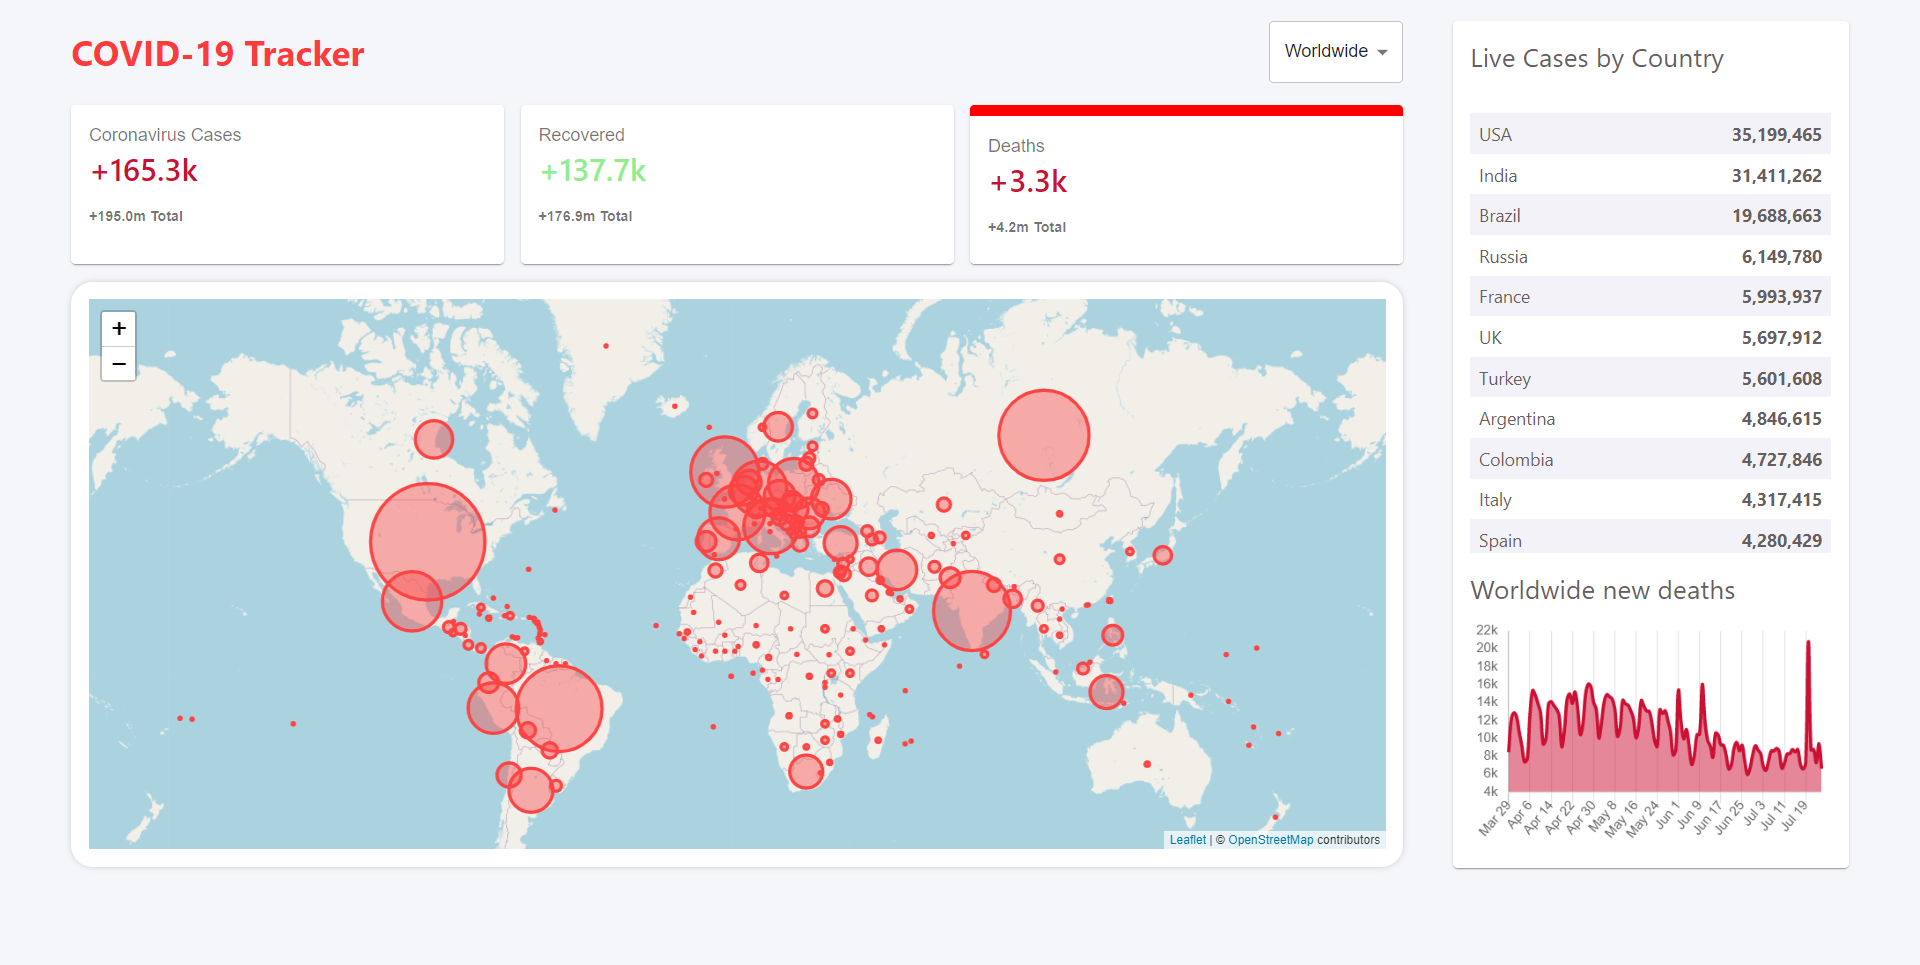 COVID-19 Tracker
Worldwide
Coronavirus Cases
+165.3k
+195.0m Total
Recovered
+137.7k
+176.9m Total
Deaths
+3.3k
+4.2m Total
+
−
Leaflet | © OpenStreetMap contributors
Live Cases by Country
USA 35,199,465
India 31,411,262
Brazil 19,688,663
Russia 6,149,780
France 5,993,937
UK 5,697,912
Turkey 5,601,608
Argentina 4,846,615
Colombia 4,727,846
Italy 4,317,415
Spain 4,280,429
Worldwide new deaths
22k
20k
18k
16k
14k
12k
10k
8k
6k
4k
Mar 29 Apr 6 Apr 14 Apr 22 Apr 30 May 8 May 16 May 24 Jun 1 Jun 9 Jun 17 Jun 25 Jul 3 Jul 11 Jul 19